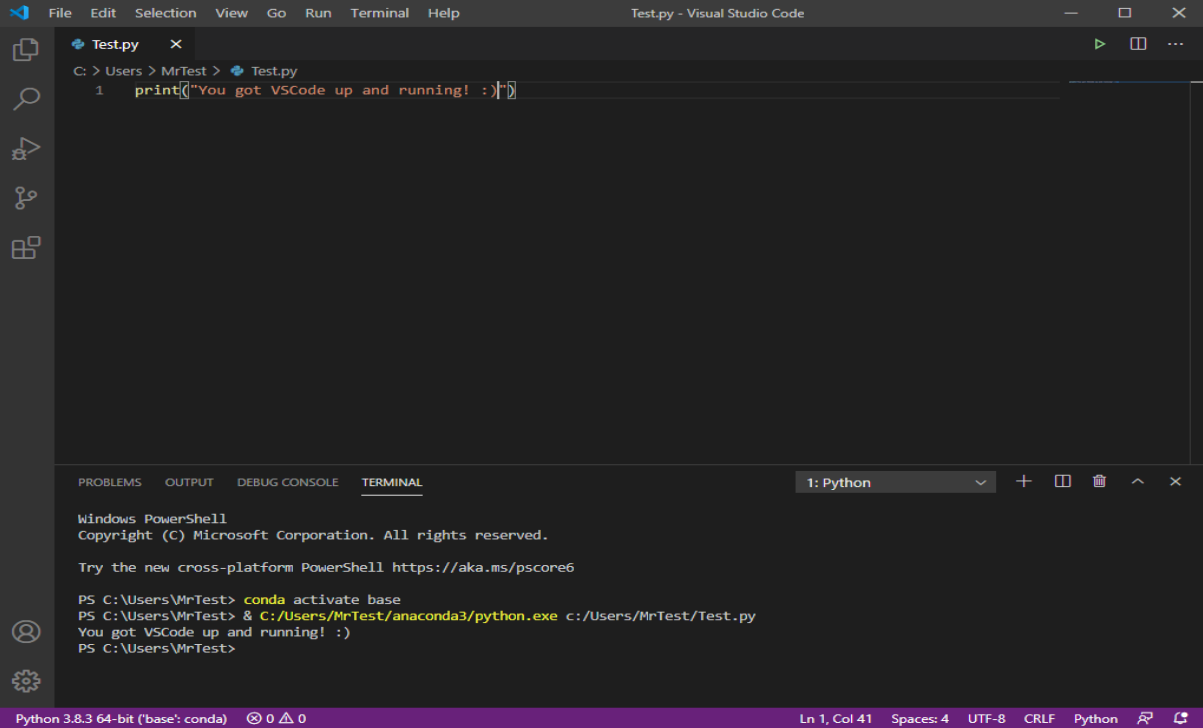 File Edit Selection View Go Run Terminal Help Test.py - Visual Studio Code
Test.py
C: > Users > MrTest > Test.py
1 print("You got VSCode up and running! :)")
PROBLEMS OUTPUT DEBUG CONSOLE TERMINAL 1: Python
Windows PowerShell
Copyright (C) Microsoft Corporation. All rights reserved.
Try the new cross-platform PowerShell https://aka.ms/pscore6
PS C:\Users\MrTest> conda activate base
PS C:\Users\MrTest> & C:/Users/MrTest/anaconda3/python.exe c:/Users/MrTest/Test.py
You got VSCode up and running! :)
PS C:\Users\MrTest>
Python 3.8.3 64-bit ('base': conda) 0 0 Ln 1, Col 41 Spaces: 4 UTF-8 CRLF Python